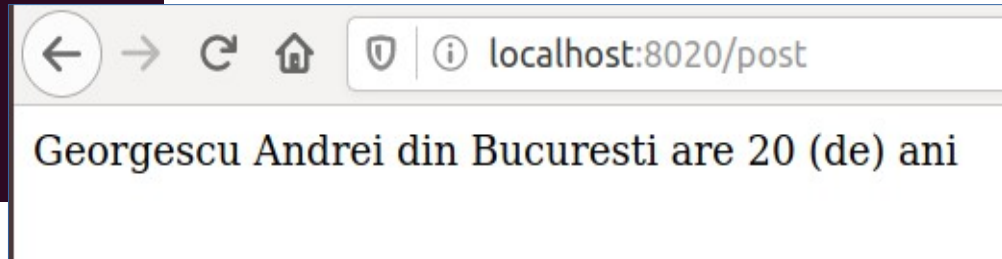 localhost:8020/post
Georgescu Andrei din Bucuresti are 20 (de) ani